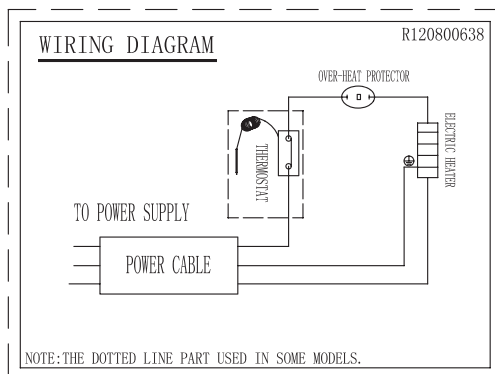 WIRING DIAGRAM
R120800638
OVER-HEAT PROTECTOR
ELECTRIC HEATER
THERMOSTAT
TO POWER SUPPLY
POWER CABLE
NOTE:THE DOTTED LINE PART USED IN SOME MODELS.